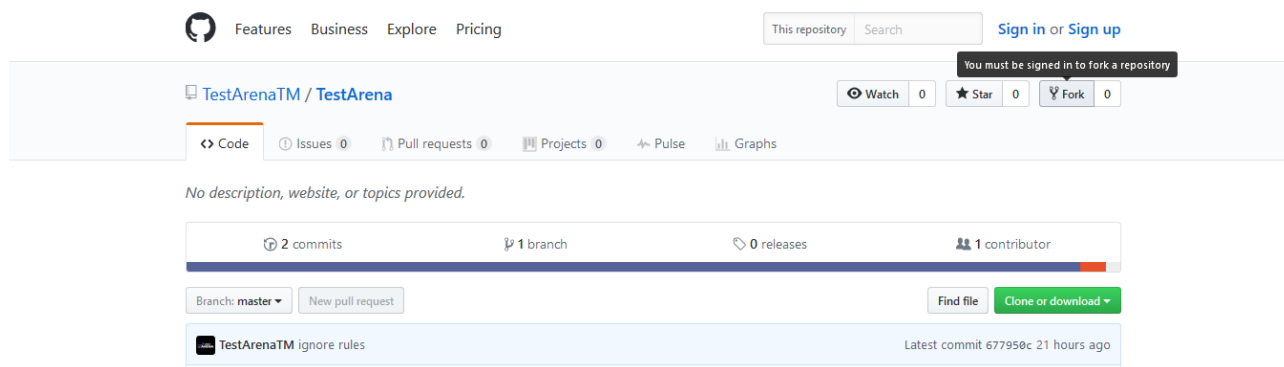 Features Business Explore Pricing This repository Search Sign in or Sign up
You must be signed in to fork a repository
TestArenaTM / TestArena Watch 0 Star 0 Fork 0
Code Issues 0 Pull requests 0 Projects 0 Pulse Graphs
No description, website, or topics provided.
2 commits 1 branch 0 releases 1 contributor
Branch: master New pull request Find file Clone or download
TestArenaTM ignore rules Latest commit 677950c 21 hours ago